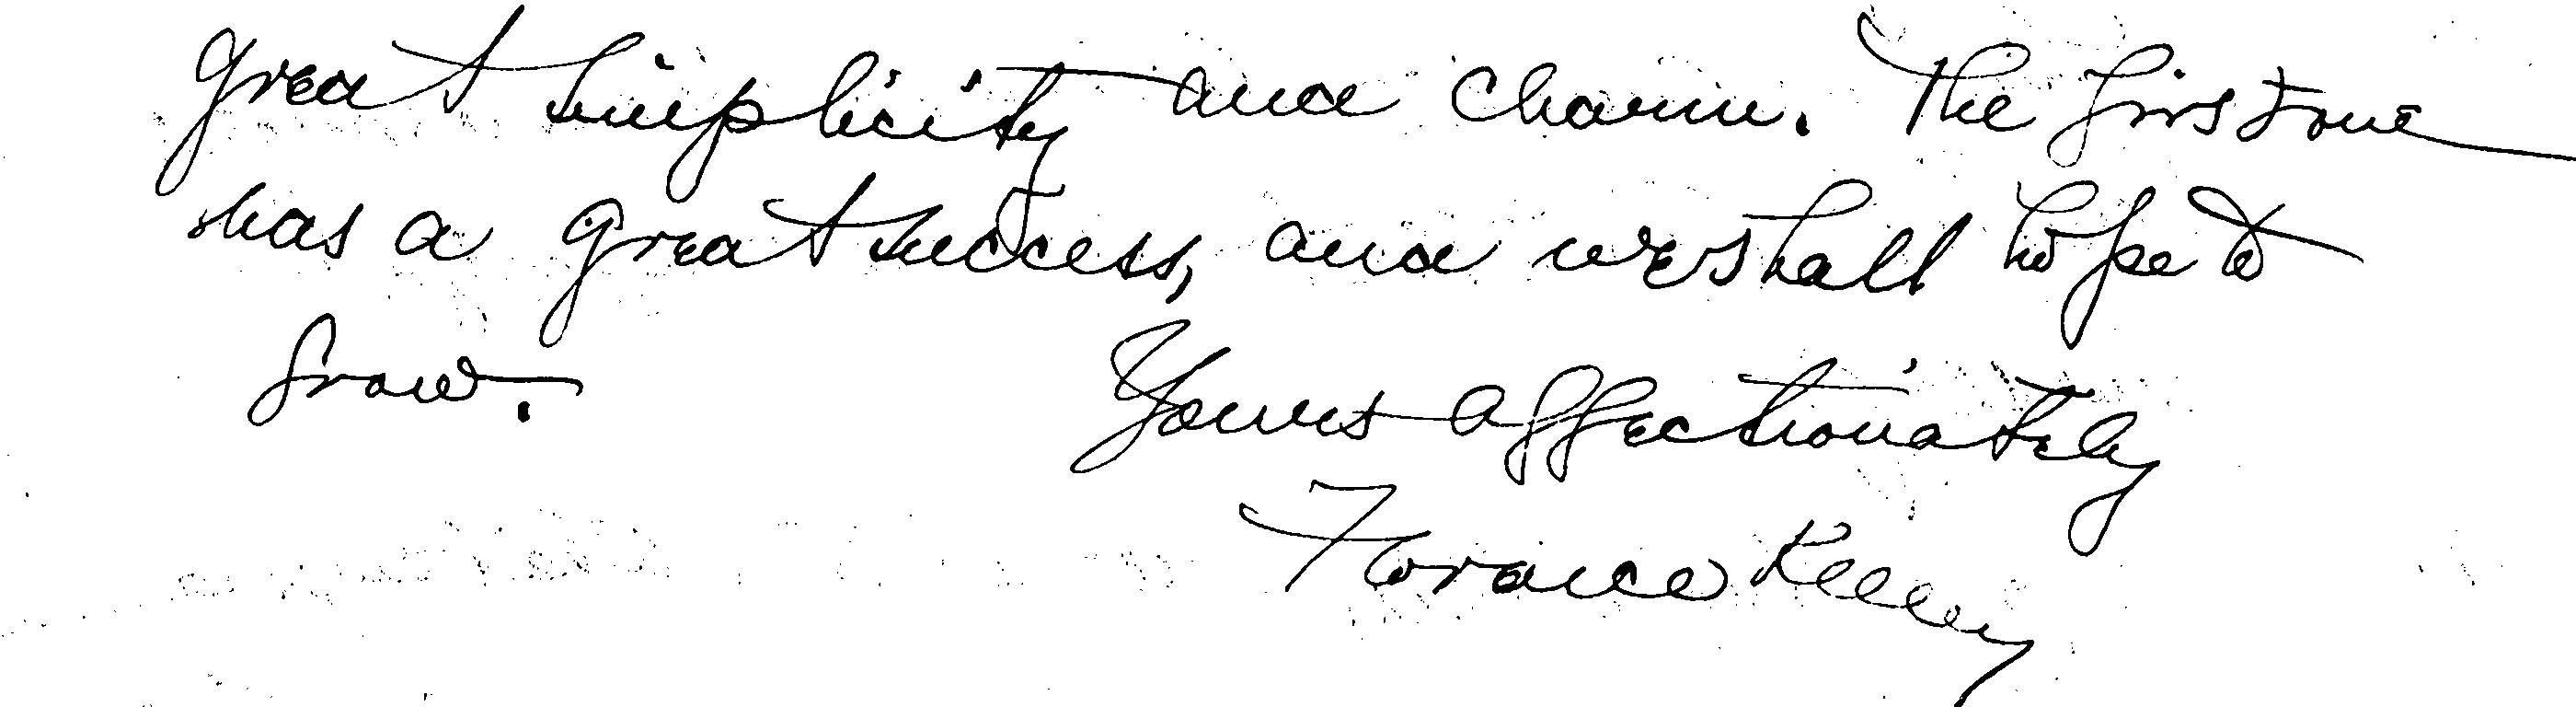 great simplicity and charm. The first one
was a great success, and we shall hope to
grow.
Yours affectionately
Florence Kelley